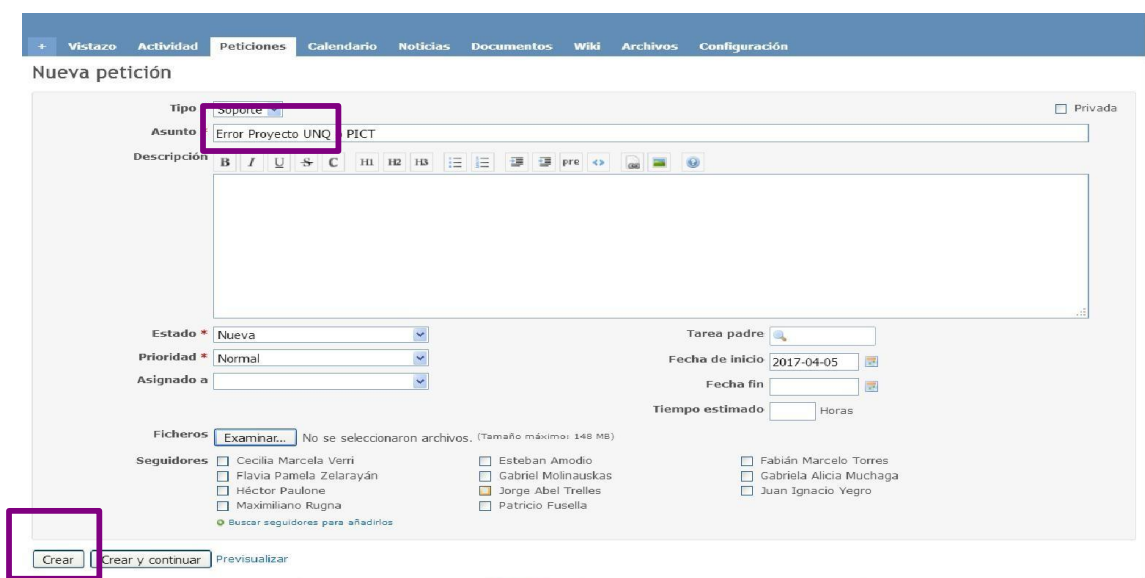 + Vistazo Actividad Peticiones Calendario Noticias Documentos Wiki Archivos Configuración
Nueva petición
Tipo Soporte Privada
Asunto * Error Proyecto UNQ PICT
Descripción B I U S C H1 H2 H3 pre <>
Estado * Nueva Tarea padre
Prioridad * Normal Fecha de inicio 2017-04-05
Asignado a Fecha fin
Tiempo estimado Horas
Ficheros Examinar... No se seleccionaron archivos. (Tamaño máximo: 148 MB)
Seguidores Cecilia Marcela Verri Esteban Amodio Fabián Marcelo Torres
Flavia Pamela Zelarayán Gabriel Molinauskas Gabriela Alicia Muchaga
Héctor Paulone Jorge Abel Trelles Juan Ignacio Yegro
Maximiliano Rugna Patricio Fusella
Buscar seguidores para añadirlos
Crear Crear y continuar Previsualizar